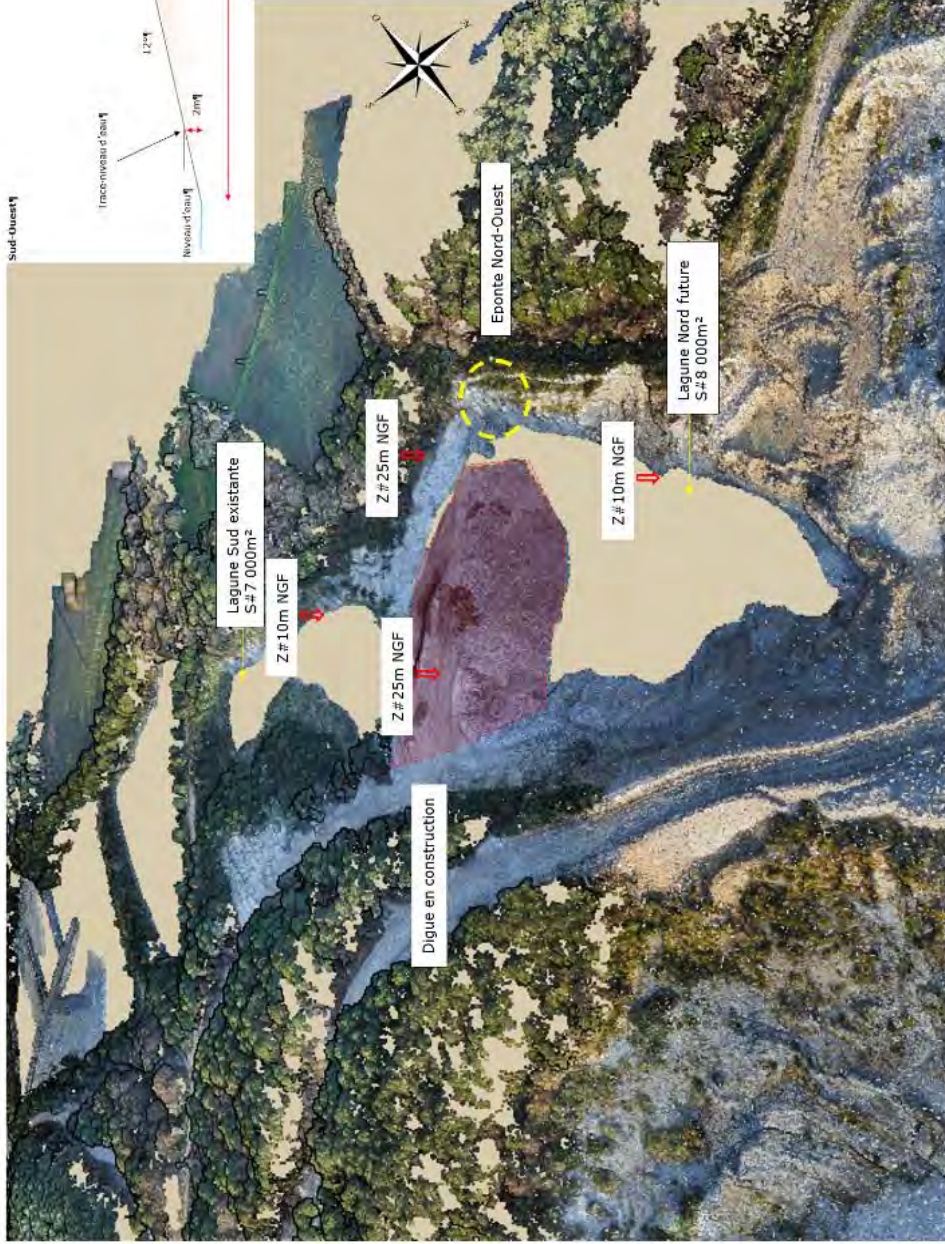 Sud-Ouest¶
Trace·niveau·d'eau¶
12°¶
Niveau·d'eau¶
2m¶
Lagune Sud existante
S#7 000m²
Z#10m NGF
Z#25m NGF
Z#25m NGF
Digue en construction
Eponte Nord-Ouest
Z#10m NGF
Lagune Nord future
S#8 000m²